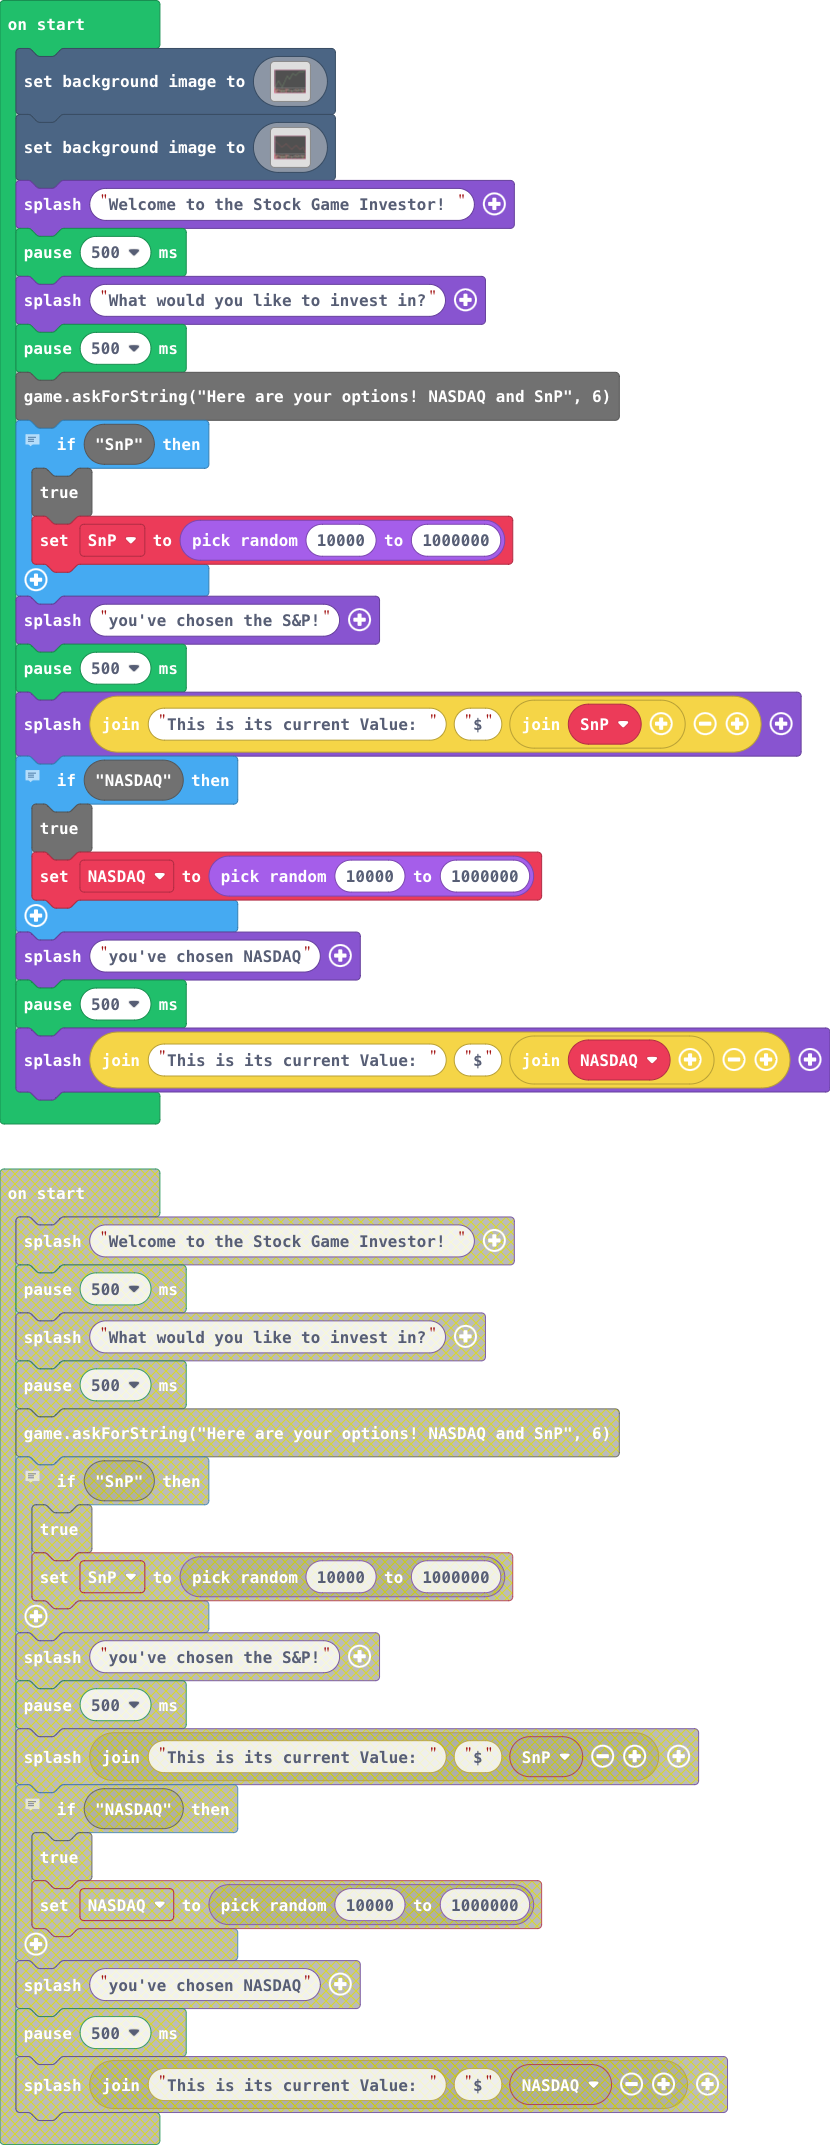 on start
set background image to
set background image to
splash "Welcome to the Stock Game Investor! "
pause 500 ms
splash "What would you like to invest in?"
pause 500 ms
game.askForString("Here are your options! NASDAQ and SnP", 6)
if "SnP" then
true
set SnP to pick random 10000 to 1000000
splash "you've chosen the S&P!"
pause 500 ms
splash join "This is its current Value: " "$" join SnP
if "NASDAQ" then
true
set NASDAQ to pick random 10000 to 1000000
splash "you've chosen NASDAQ"
pause 500 ms
splash join "This is its current Value: " "$" join NASDAQ
on start
splash "Welcome to the Stock Game Investor! "
pause 500 ms
splash "What would you like to invest in?"
pause 500 ms
game.askForString("Here are your options! NASDAQ and SnP", 6)
if "SnP" then
true
set SnP to pick random 10000 to 1000000
splash "you've chosen the S&P!"
pause 500 ms
splash join "This is its current Value: " "$" SnP
if "NASDAQ" then
true
set NASDAQ to pick random 10000 to 1000000
splash "you've chosen NASDAQ"
pause 500 ms
splash join "This is its current Value: " "$" NASDAQ